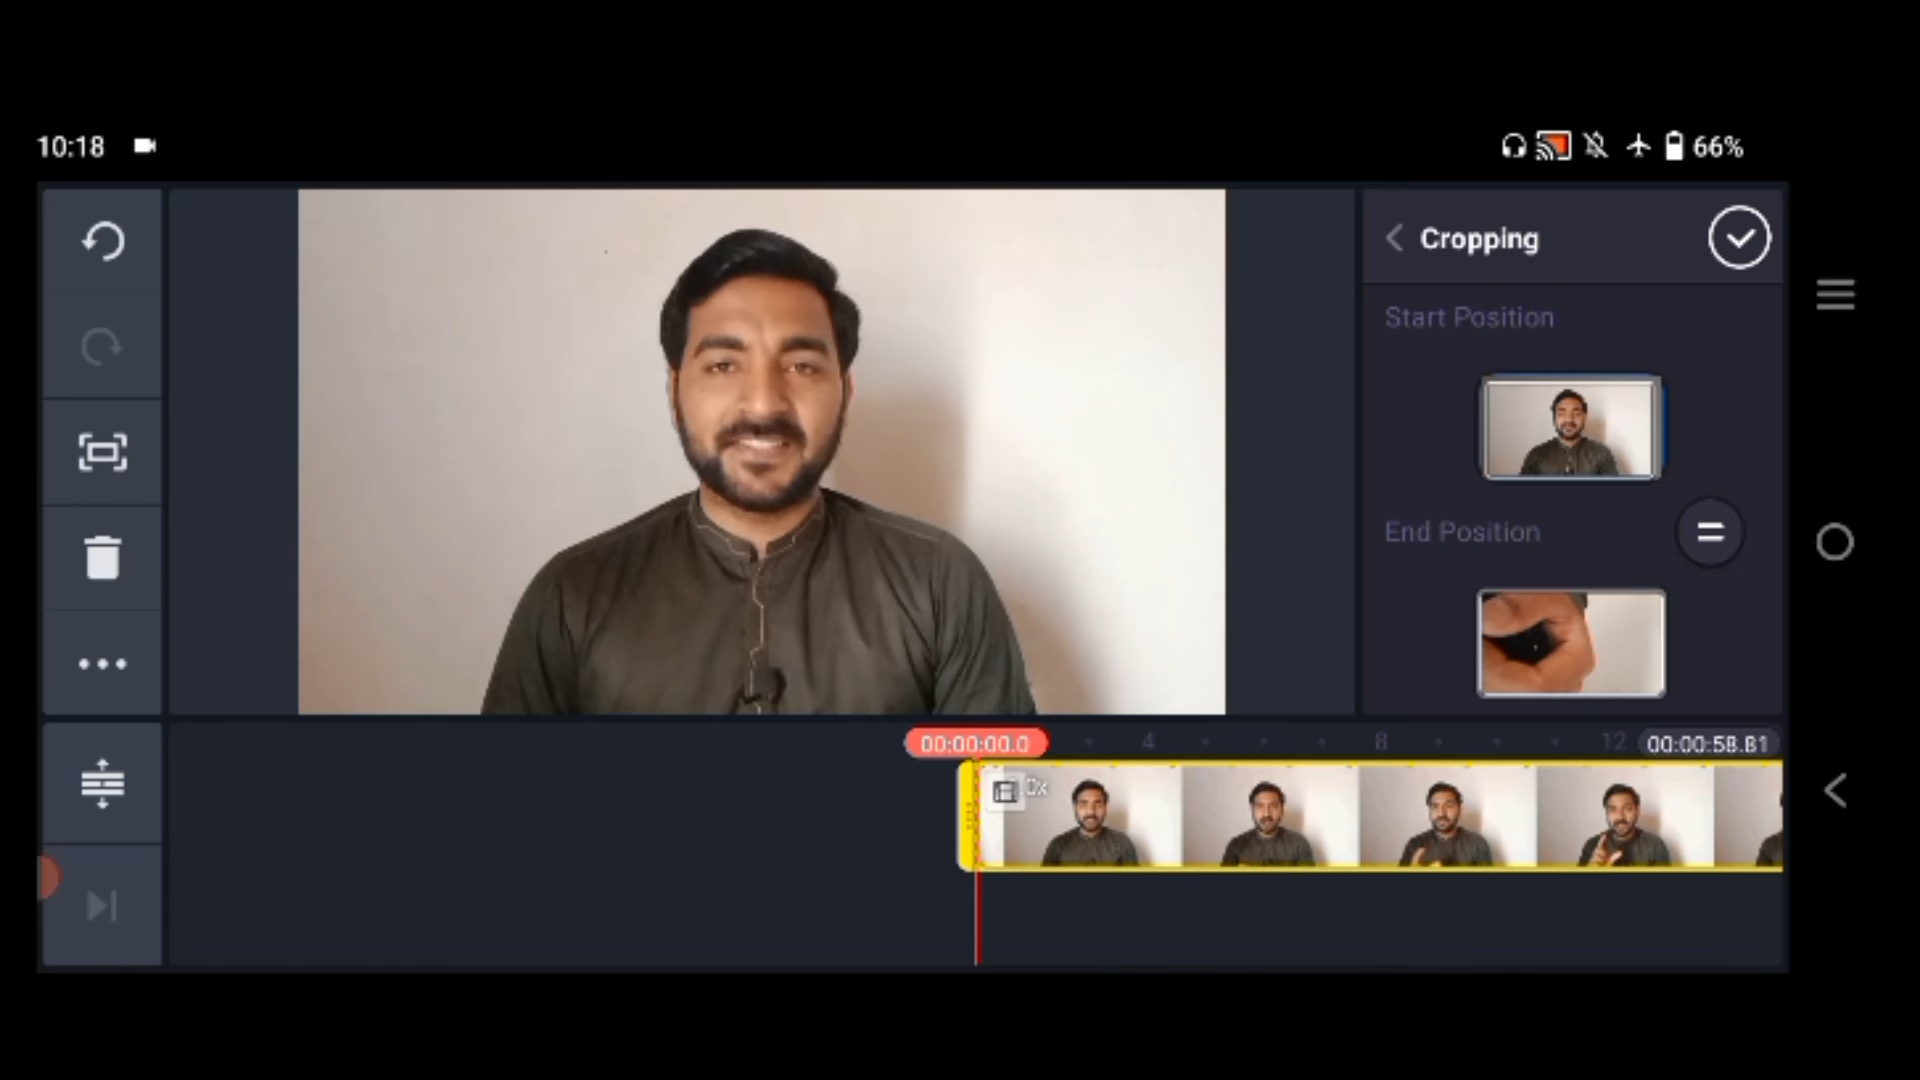 10:18
66%
Cropping
Start Position
End Position
00:00:00.0
4
8
12
00:00:58.81
.0x